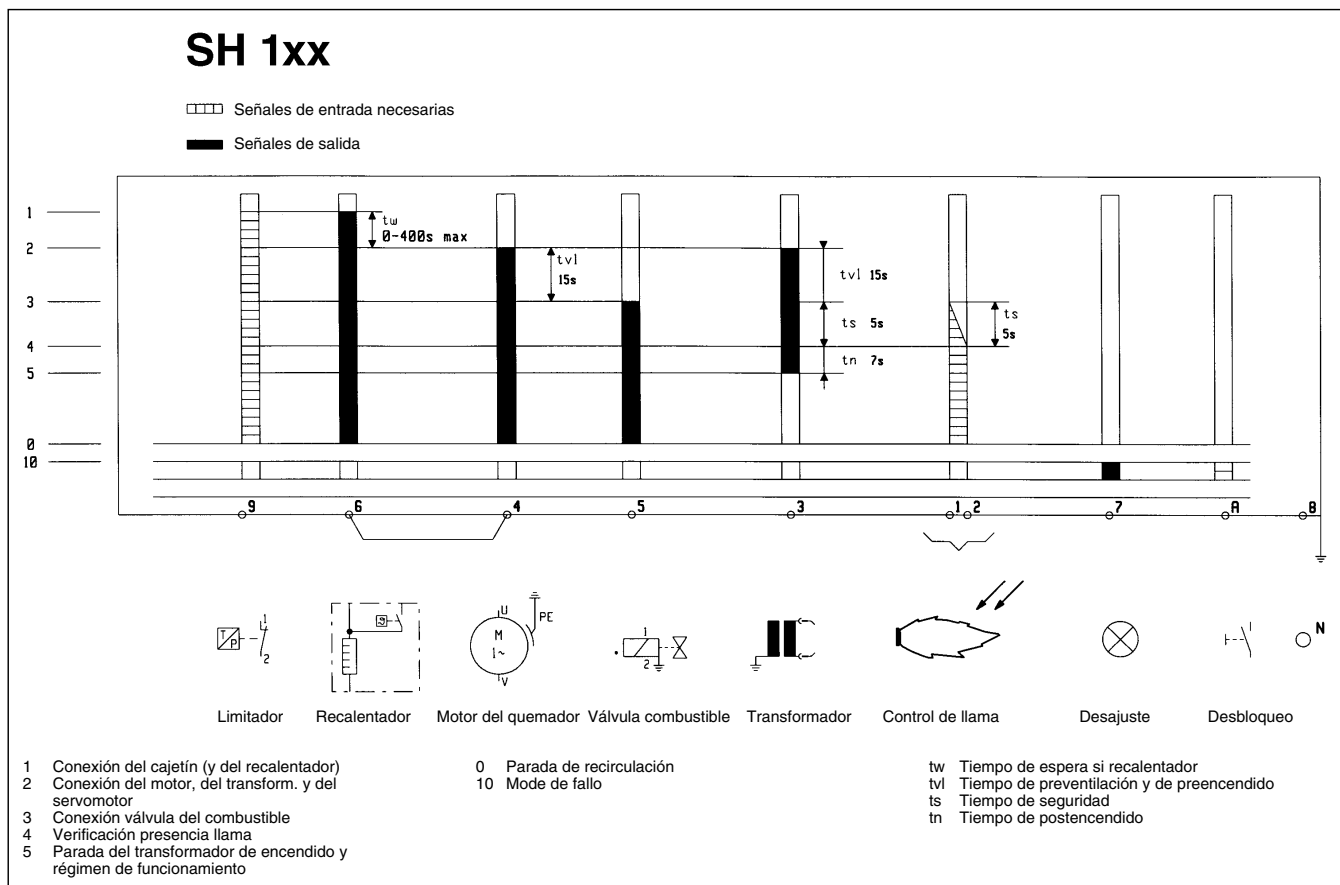 SH 1xx
Señales de entrada necesarias
Señales de salida
1
2
3
4
5
0
10
tw
0-400s max
tvl
15s
tvl 15s
ts 5s
tn 7s
ts
5s
9 6 4 5 3 1 2 7 A B
T
P
1
2
U
M
1~
V
PE
1
2
N
Limitador Recalentador Motor del quemador Válvula combustible Transformador Control de llama Desajuste Desbloqueo
1 Conexión del cajetín (y del recalentador)
2 Conexión del motor, del transform. y del
servomotor
3 Conexión válvula del combustible
4 Verificación presencia llama
5 Parada del transformador de encendido y
régimen de funcionamiento
0 Parada de recirculación
10 Mode de fallo
tw Tiempo de espera si recalentador
tvl Tiempo de preventilación y de preencendido
ts Tiempo de seguridad
tn Tiempo de postencendido